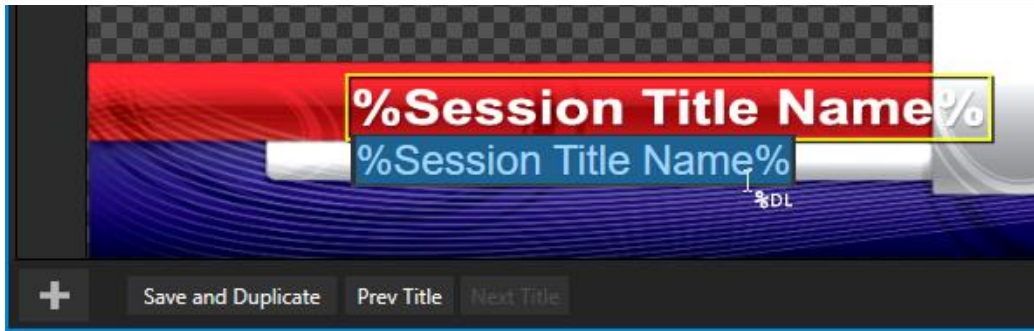 %Session Title Name%
%Session Title Name%
%DL
Save and Duplicate Prev Title Next Title